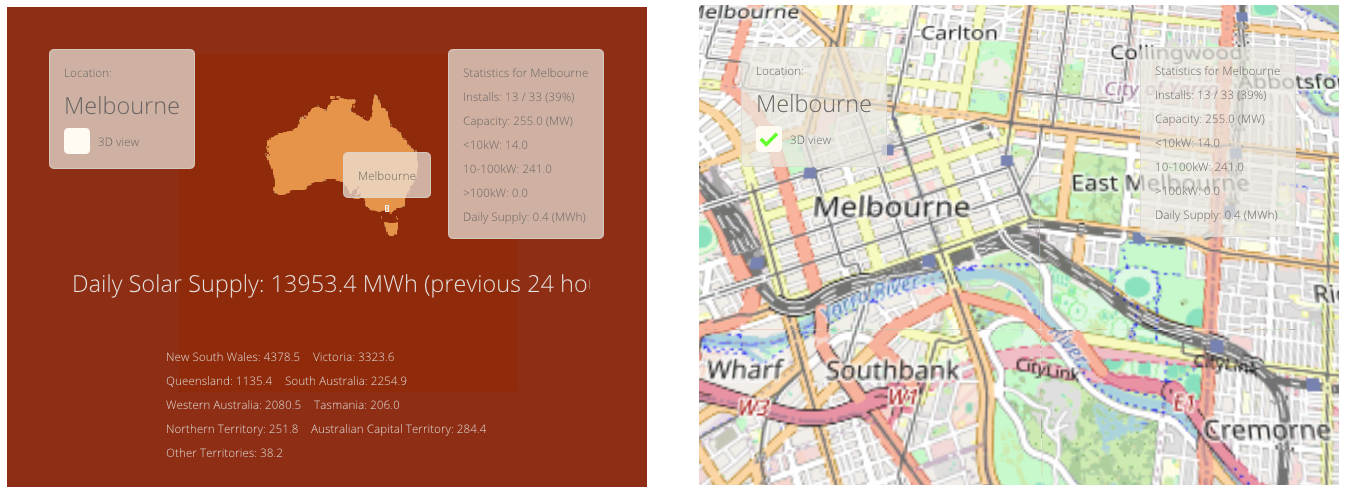 Location:
Melbourne
3D view
Melbourne
Statistics for Melbourne
Installs: 13 / 33 (39%)
Capacity: 255.0 (MW)
<10kW: 14.0
10-100kW: 241.0
>100kW: 0.0
Daily Supply: 0.4 (MWh)
Daily Solar Supply: 13953.4 MWh (previous 24 ho
New South Wales: 4378.5 Victoria: 3323.6
Queensland: 1135.4 South Australia: 2254.9
Western Australia: 2080.5 Tasmania: 206.0
Northern Territory: 251.8 Australian Capital Territory: 284.4
Other Territories: 38.2
Melbourne
Carlton
Collingwood
Location:
Melbourne
3D view
Statistics for Melbourne
Installs: 13 / 33 (39%)
Capacity: 255.0 (MW)
<10kW: 14.0
10-100kW: 241.0
>100kW: 0.0
Daily Supply: 0.4 (MWh)
City
Abbotsfo
East Melbourne
Melbourne
Yarra River
River
Ri
Wharf
Southbank
CityLink
CityLink
W3
W1
E1
Cremorne